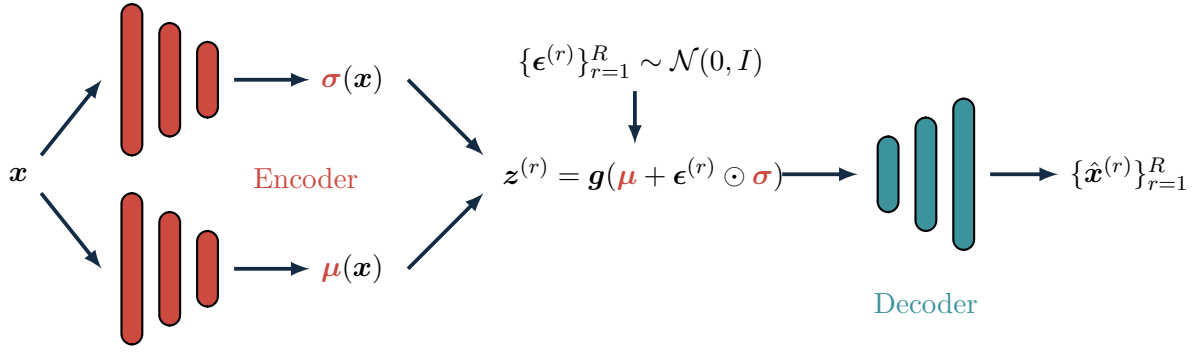 {ϵ^(r)}_{r=1}^R ∼ 𝒩(0, I)
σ(x)
x
Encoder
z^(r) = g(μ + ϵ^(r) ⊙ σ)
{x̂^(r)}_{r=1}^R
μ(x)
Decoder